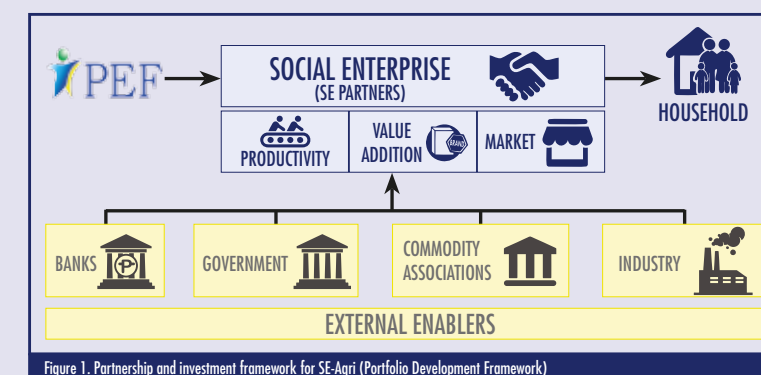 PEF
SOCIAL ENTERPRISE
(SE PARTNERS)
HOUSEHOLD
PRODUCTIVITY
VALUE
ADDITION
BRAND
MARKET
BANKS
P
GOVERNMENT
COMMODITY
ASSOCIATIONS
INDUSTRY
EXTERNAL ENABLERS
Figure 1. Partnership and investment framework for SE-Agri (Portfolio Development Framework)